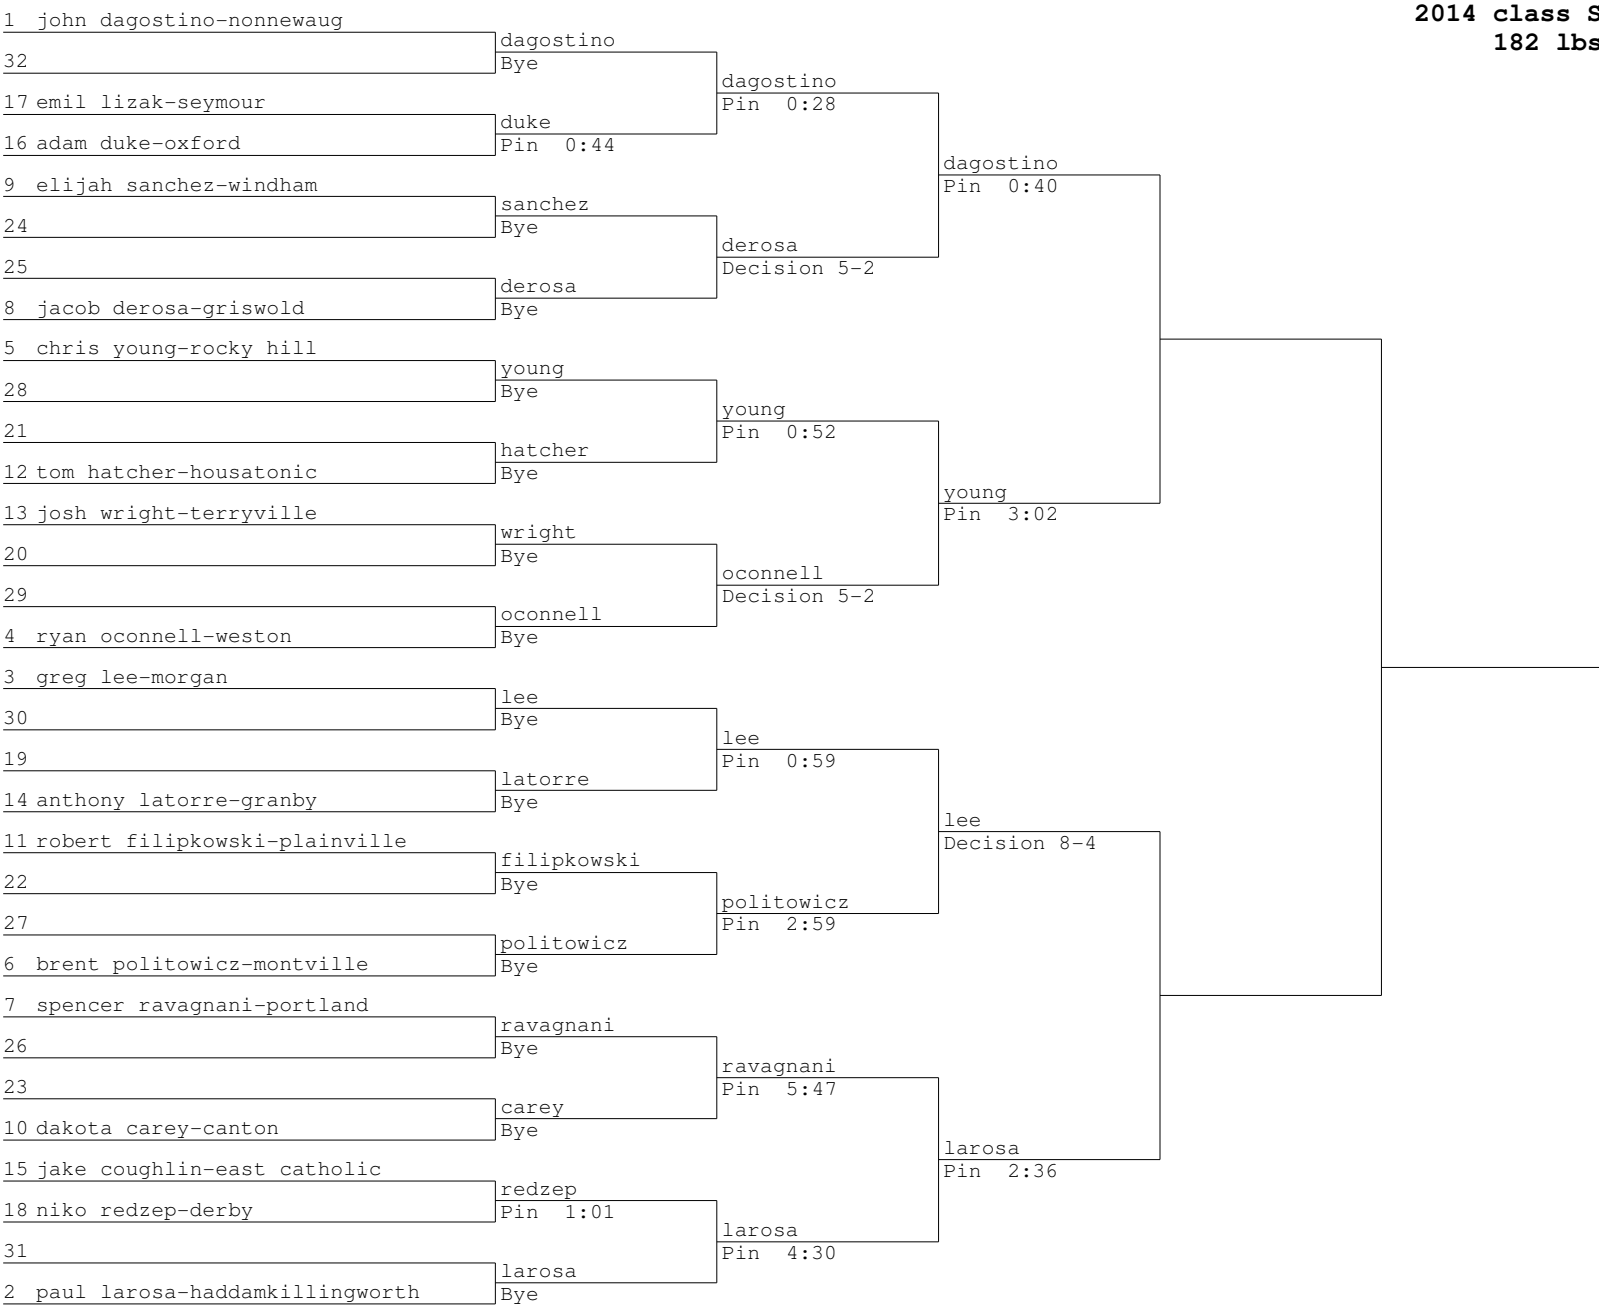 2014 class S
182 lbs
1 john dagostino-nonnewaug
32
17 emil lizak-seymour
16 adam duke-oxford
9 elijah sanchez-windham
24
25
8 jacob derosa-griswold
5 chris young-rocky hill
28
21
12 tom hatcher-housatonic
13 josh wright-terryville
20
29
4 ryan oconnell-weston
3 greg lee-morgan
30
19
14 anthony latorre-granby
11 robert filipkowski-plainville
22
27
6 brent politowicz-montville
7 spencer ravagnani-portland
26
23
10 dakota carey-canton
15 jake coughlin-east catholic
18 niko redzep-derby
31
2 paul larosa-haddamkillingworth
dagostino
Bye
duke
Pin 0:44
sanchez
Bye
derosa
Bye
young
Bye
hatcher
Bye
wright
Bye
oconnell
Bye
lee
Bye
latorre
Bye
filipkowski
Bye
politowicz
Bye
ravagnani
Bye
carey
Bye
redzep
Pin 1:01
larosa
Bye
dagostino
Pin 0:28
derosa
Decision 5-2
young
Pin 0:52
oconnell
Decision 5-2
lee
Pin 0:59
politowicz
Pin 2:59
ravagnani
Pin 5:47
larosa
Pin 4:30
dagostino
Pin 0:40
young
Pin 3:02
lee
Decision 8-4
larosa
Pin 2:36